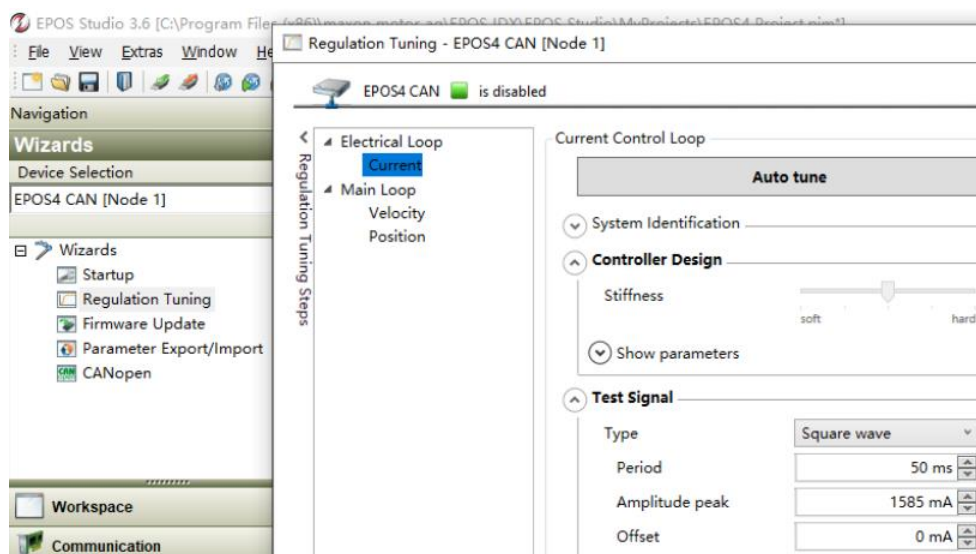 EPOS Studio 3.6 [C:\Program Files (x86)\maxon motor ag\EPOS IDX\EPOS Studio\MyProjects\EPOS4 Project.pjm*]
File View Extras Window He
Navigation
Wizards
Device Selection
EPOS4 CAN [Node 1]
Wizards
Startup
Regulation Tuning
Firmware Update
Parameter Export/Import
CANopen
Workspace
Communication
Regulation Tuning - EPOS4 CAN [Node 1]
EPOS4 CAN is disabled
Regulation Tuning Steps
Electrical Loop
Current
Main Loop
Velocity
Position
Current Control Loop
Auto tune
System Identification
Controller Design
Stiffness
soft hard
Show parameters
Test Signal
Type Square wave
Period 50 ms
Amplitude peak 1585 mA
Offset 0 mA